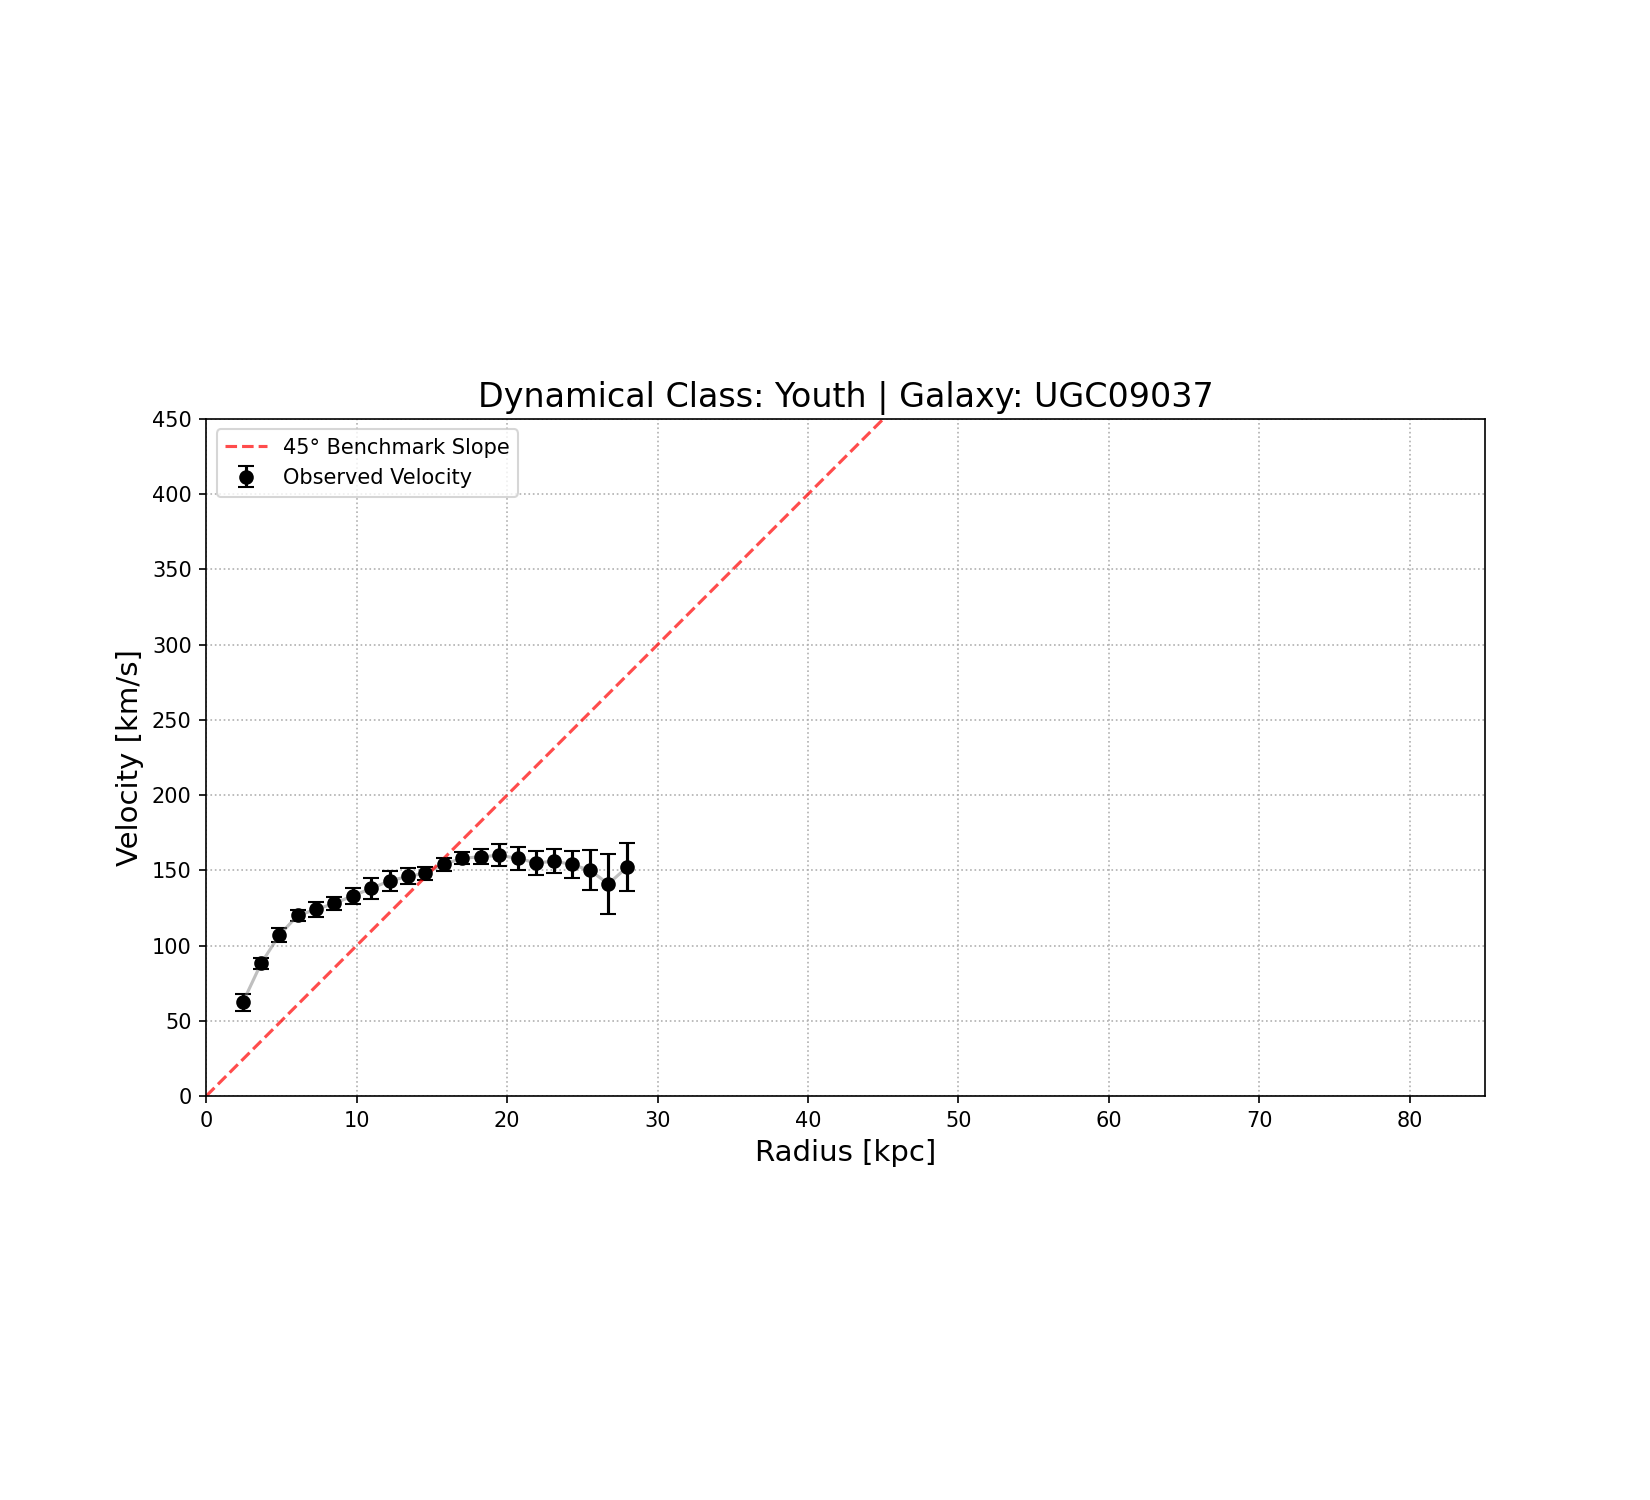 Dynamical Class: Youth | Galaxy: UGC09037
45° Benchmark Slope
Observed Velocity
450
400
350
300
250
200
150
100
50
0
Velocity [km/s]
0 10 20 30 40 50 60 70 80
Radius [kpc]